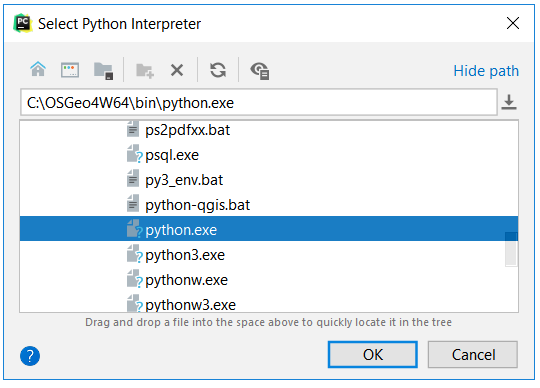 PC Select Python Interpreter
Hide path
C:\OSGeo4W64\bin\python.exe
ps2pdfxx.bat
psql.exe
py3_env.bat
python-qgis.bat
python.exe
python3.exe
pythonw.exe
pythonw3.exe
Drag and drop a file into the space above to quickly locate it in the tree
? OK Cancel